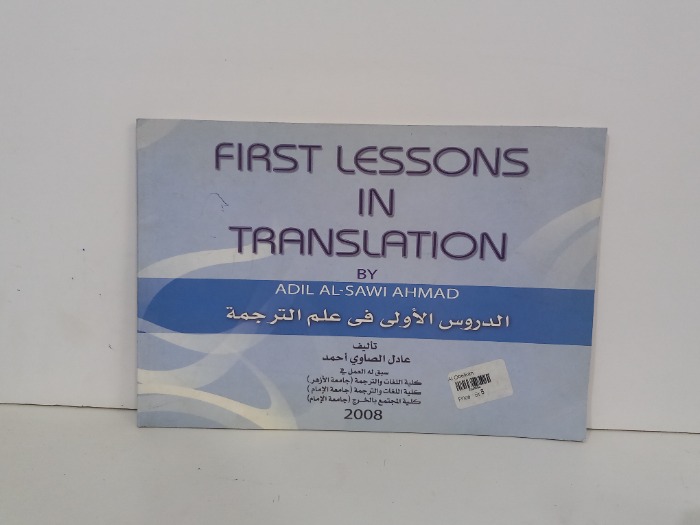 FIRST LESSONS
IN
TRANSLATION
BY
ADIL AL-SAWI AHMAD
الدروس الأولى فى علم الترجمة
تأليف
عادل الصاوي أحمد
سبق له العمل في
كلية اللغات والترجمة (جامعة الأزهر)
كلية اللغات والترجمة (جامعة الإمام)
كلية المجتمع بالخرج (جامعة الإمام)
2008